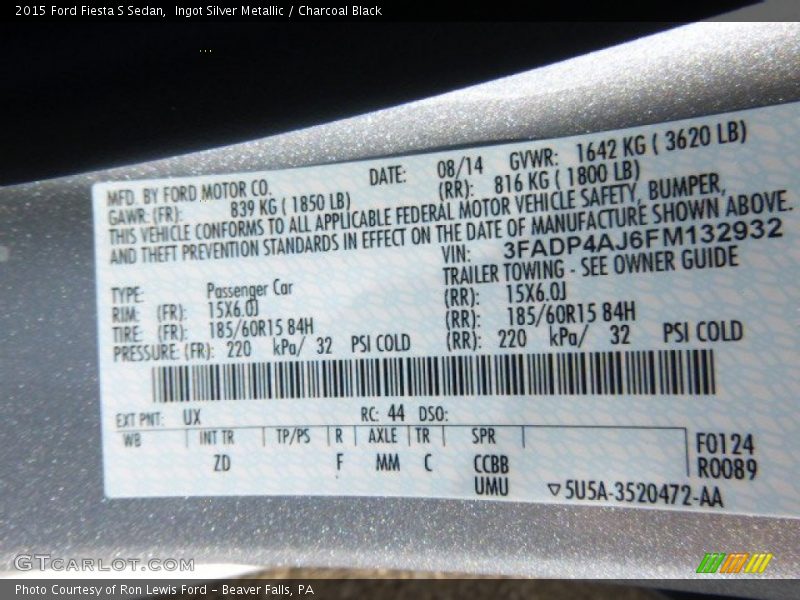 2015 Ford Fiesta S Sedan,  Ingot Silver Metallic / Charcoal Black
MFD. BY FORD MOTOR CO. DATE: 08/14 GVWR: 1642 KG ( 3620 LB)
GAWR: (FR): 839 KG ( 1850 LB) (RR): 816 KG ( 1800 LB)
THIS VEHICLE CONFORMS TO ALL APPLICABLE FEDERAL MOTOR VEHICLE SAFETY, BUMPER,
AND THEFT PREVENTION STANDARDS IN EFFECT ON THE DATE OF MANUFACTURE SHOWN ABOVE.
VIN: 3FADP4AJ6FM132932
TRAILER TOWING - SEE OWNER GUIDE
TYPE: Passenger Car
RIM: (FR): 15X6.0J (RR): 15X6.0J
TIRE: (FR): 185/60R15 84H (RR): 185/60R15 84H
PRESSURE: (FR): 220 kPa/ 32 PSI COLD (RR): 220 kPa/ 32 PSI COLD
EXT PNT: UX RC: 44 DSO:
WB INT TR TP/PS R AXLE TR SPR F0124
ZD F MM C CCBB R0089
UMU ▽5U5A-3520472-AA
GTCARLOT.COM
Photo Courtesy of Ron Lewis Ford - Beaver Falls, PA